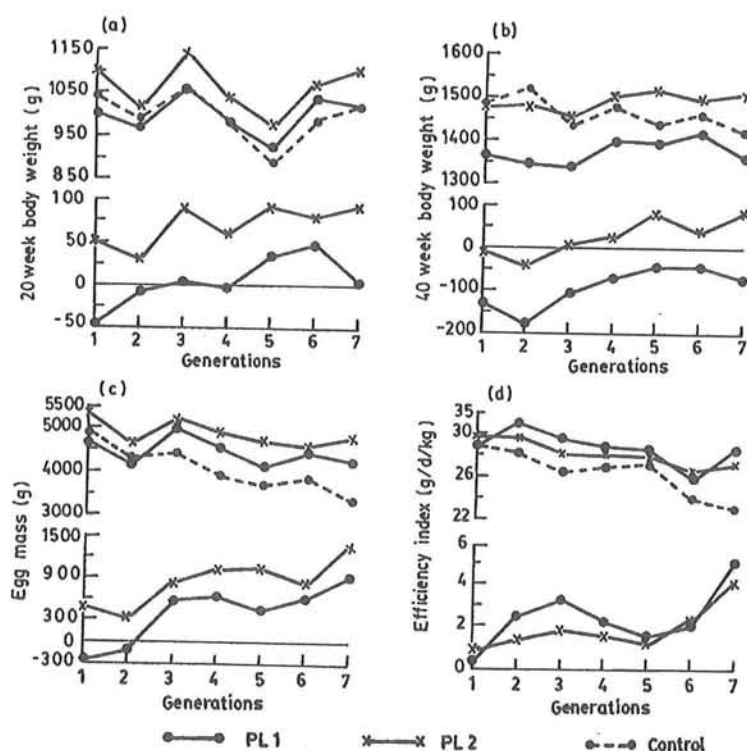 (a)
20 week body weight (g)
1150
1050
950
850
100
50
0
-50
1 2 3 4 5 6 7
Generations
(b)
40 week body weight (g)
1600
1500
1400
1300
100
0
-100
-200
1 2 3 4 5 6 7
Generations
(c)
Egg mass (g)
5500
5000
4000
3000
1500
900
300
0
-300
1 2 3 4 5 6 7
Generations
(d)
Efficiency index (g/d/kg)
35
30
26
22
6
4
2
0
1 2 3 4 5 6 7
Generations
PL 1 PL 2 Control